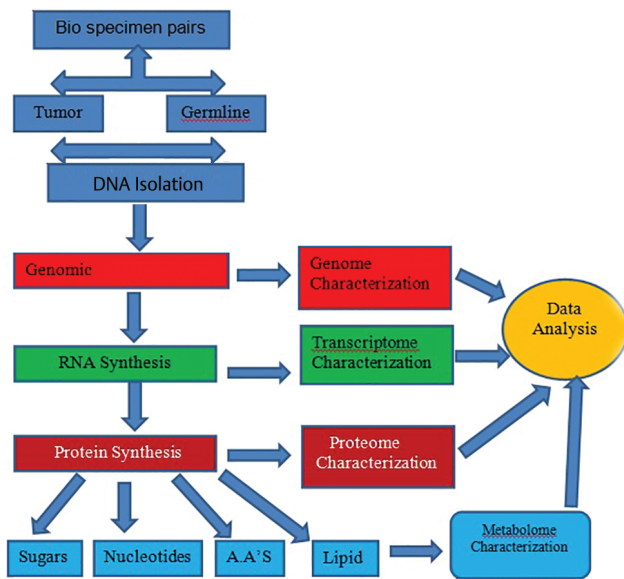 Bio specimen pairs
Tumor
Germline
DNA Isolation
Genomic
Genome
Characterization
Data
Analysis
RNA Synthesis
Transcriptome
Characterization
Protein Synthesis
Proteome
Characterization
Sugars
Nucleotides
A.A'S
Lipid
Metabolome
Characterization